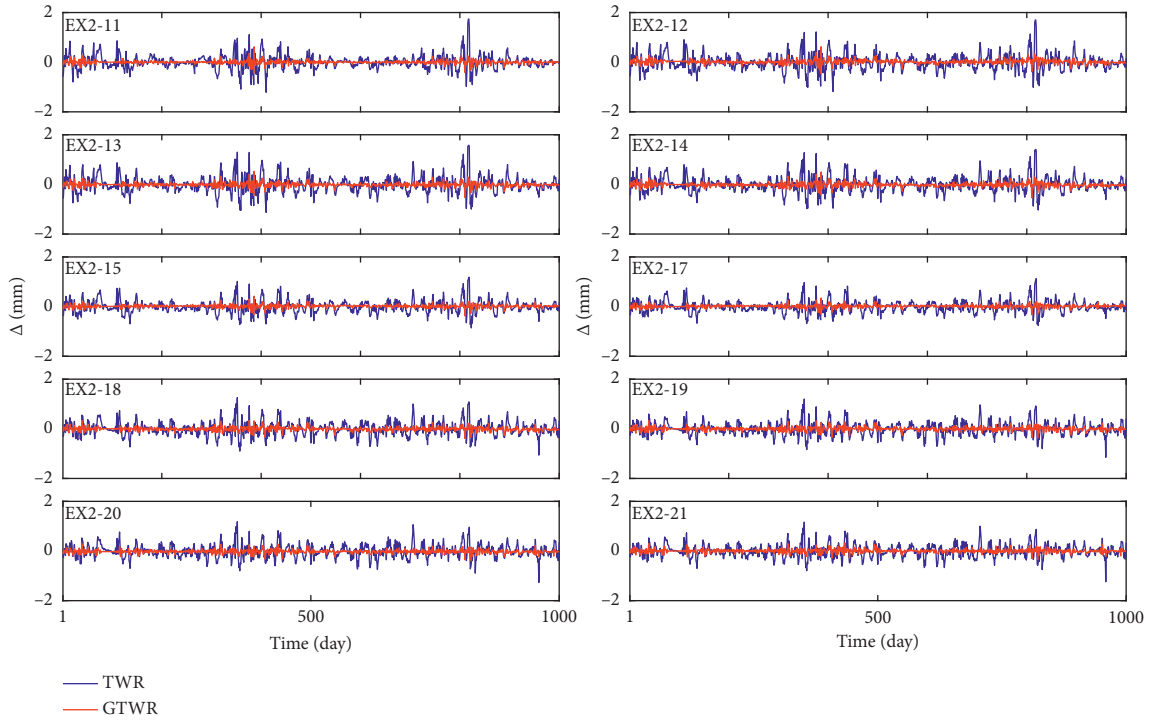 2
EX2-11
0
–2
2
EX2-12
0
–2
2
EX2-13
0
–2
2
EX2-14
0
–2
2
EX2-15
0
–2
2
EX2-17
0
–2
2
EX2-18
0
–2
2
EX2-19
0
–2
2
EX2-20
0
–2
1 500 1000
Time (day)
2
EX2-21
0
–2
1 500 1000
Time (day)
Δ (mm)
Δ (mm)
TWR
GTWR